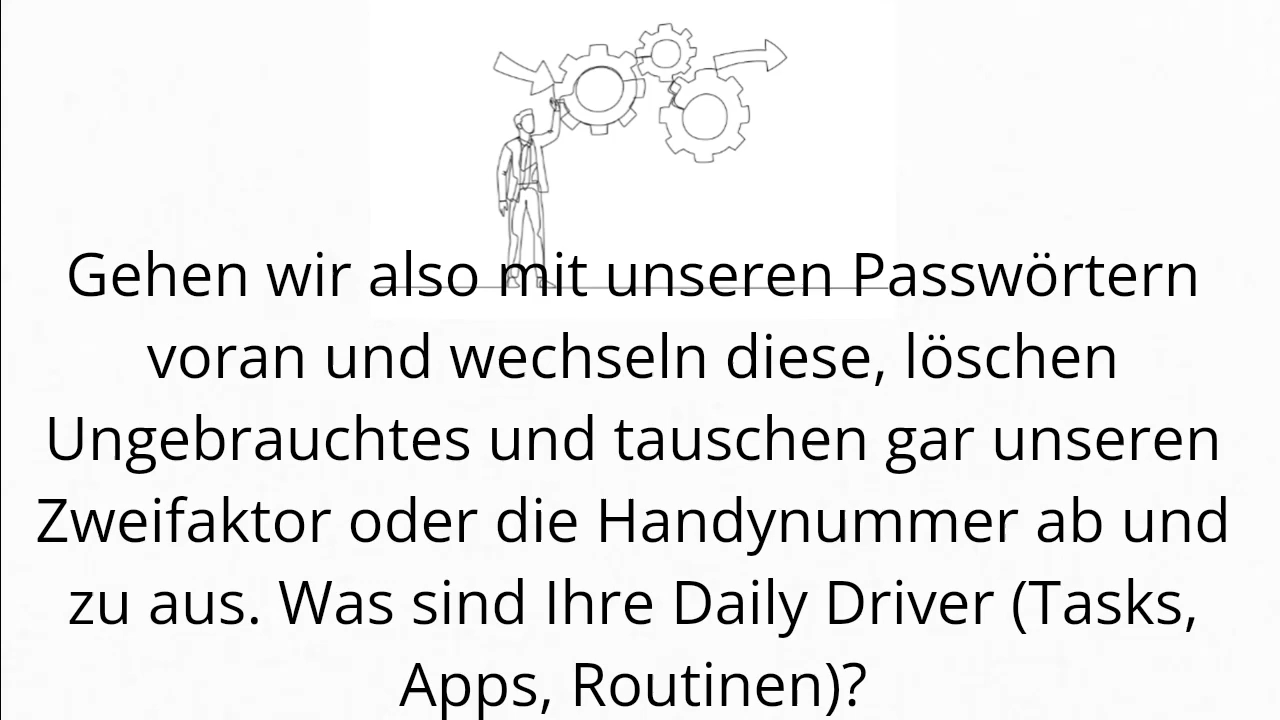 Gehen wir also mit unseren Passwörtern
voran und wechseln diese, löschen
Ungebrauchtes und tauschen gar unseren
Zweifaktor oder die Handynummer ab und
zu aus. Was sind Ihre Daily Driver (Tasks,
Apps, Routinen)?